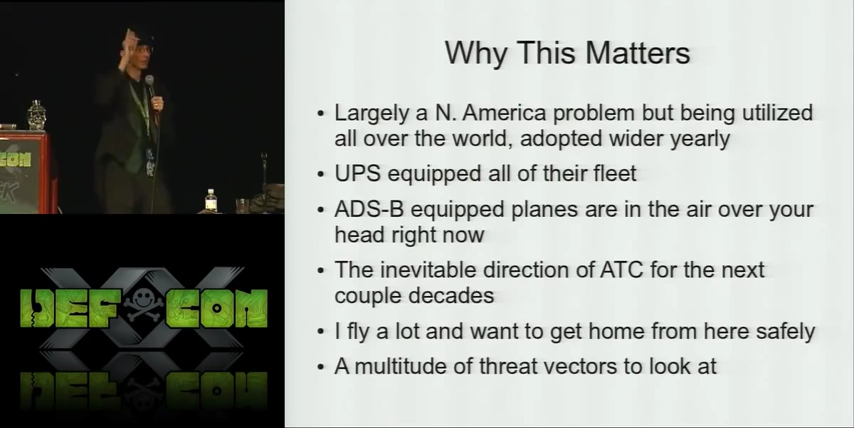 Why This Matters
• Largely a N. America problem but being utilized
all over the world, adopted wider yearly
• UPS equipped all of their fleet
• ADS-B equipped planes are in the air over your
head right now
• The inevitable direction of ATC for the next
couple decades
• I fly a lot and want to get home from here safely
• A multitude of threat vectors to look at
XX
DEF CON